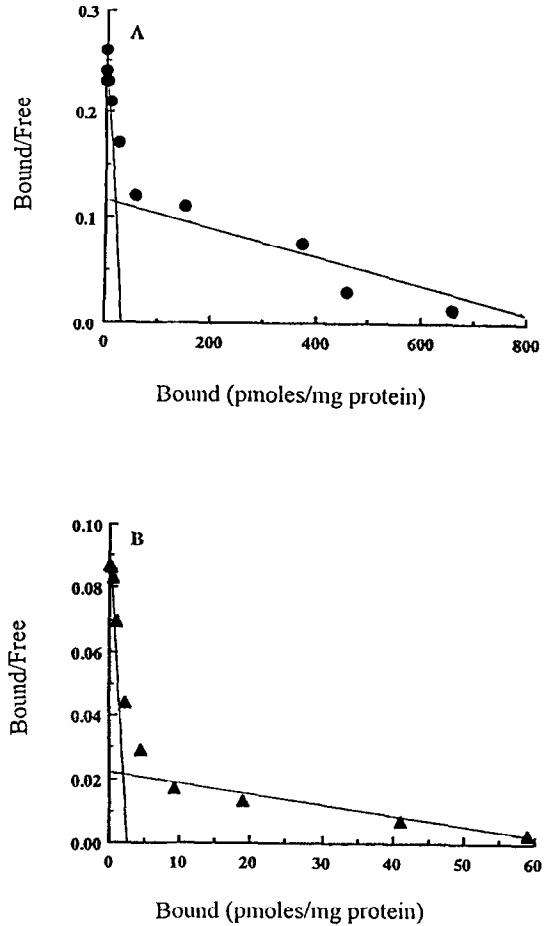 A
Bound/Free
0.3
0.2
0.1
0.0
0 200 400 600 800
Bound (pmoles/mg protein)
B
Bound/Free
0.10
0.08
0.06
0.04
0.02
0.00
0 10 20 30 40 50 60
Bound (pmoles/mg protein)